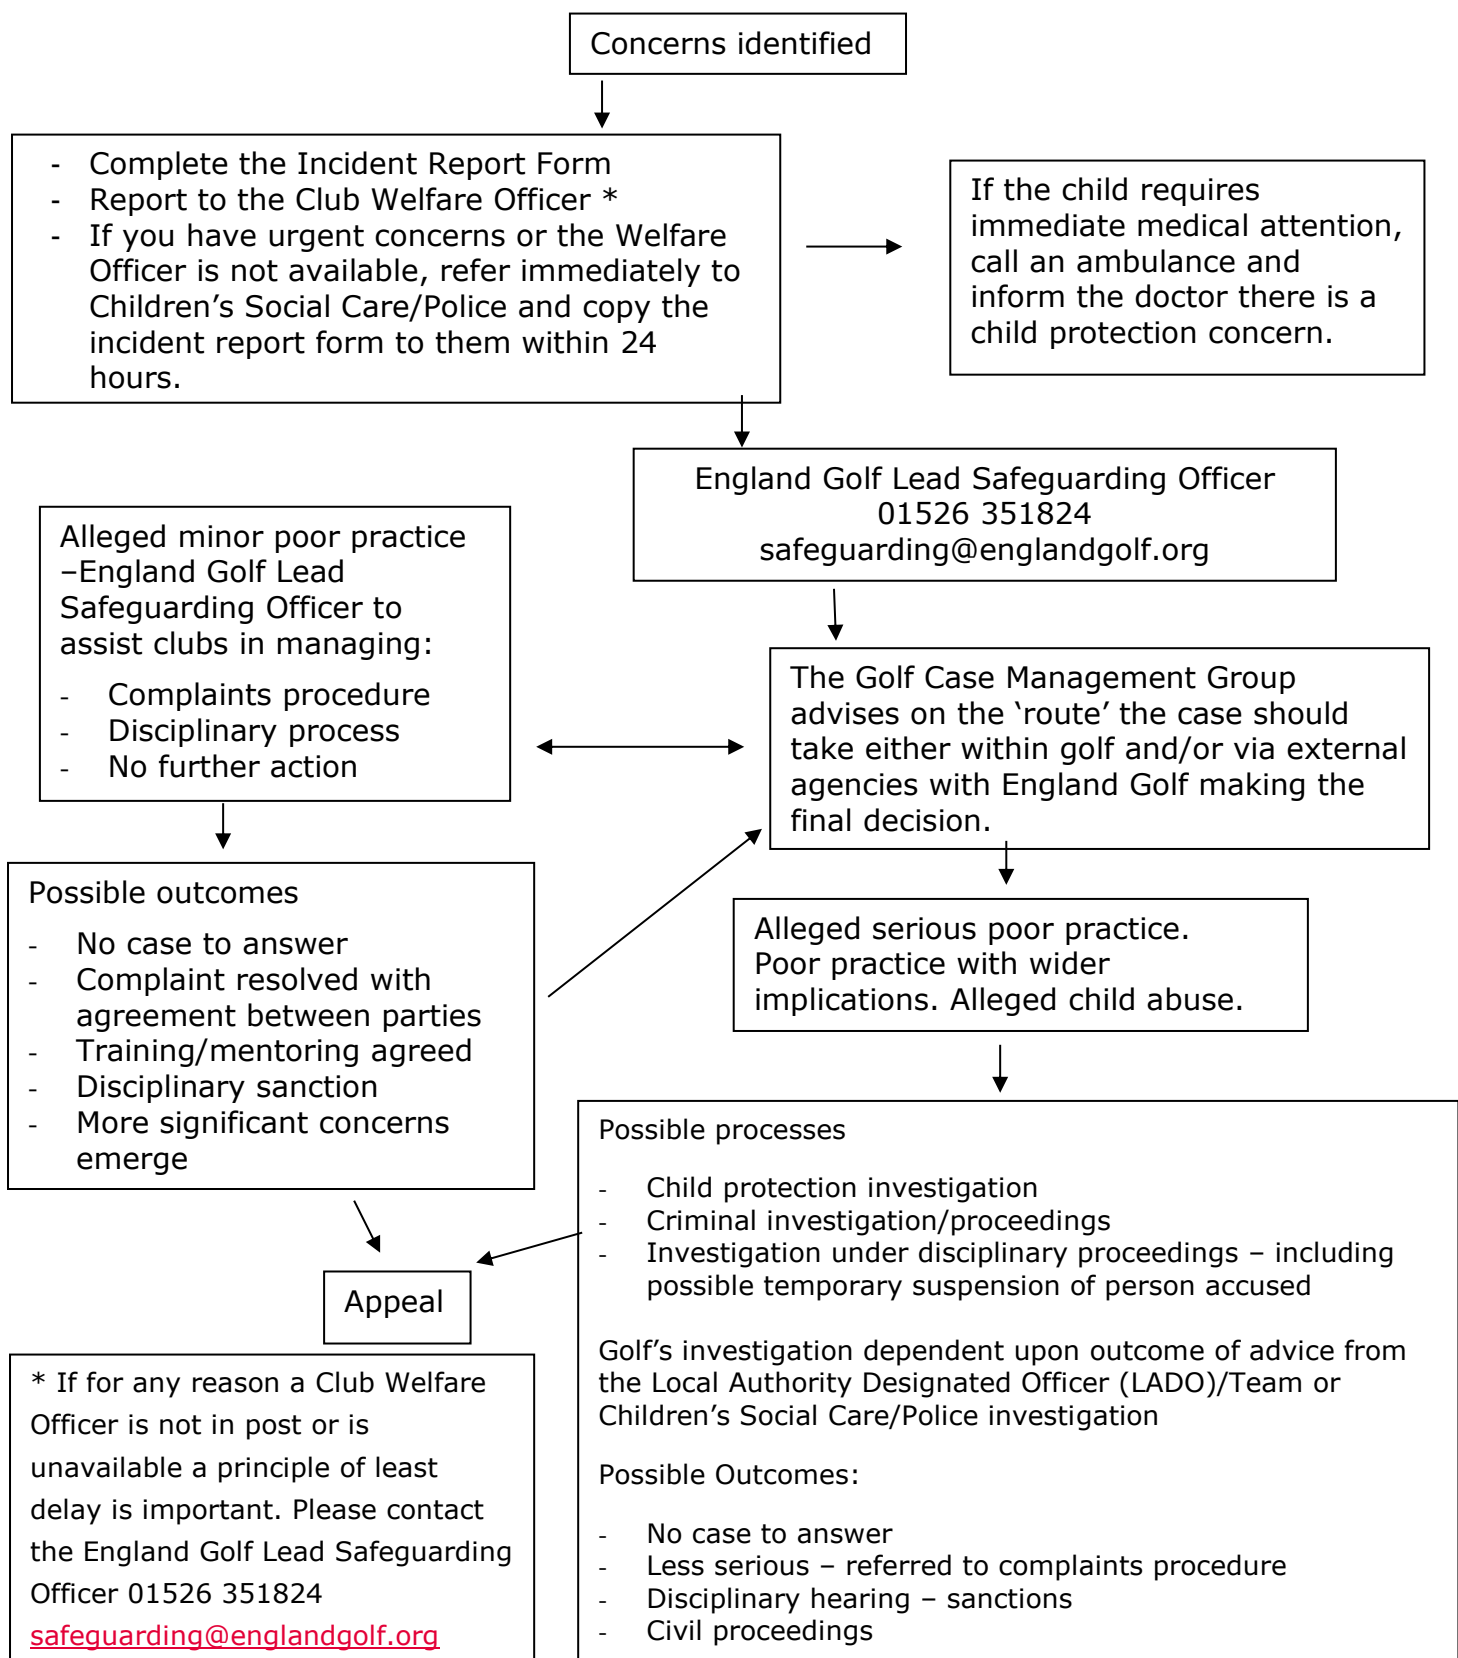 Concerns identified
- Complete the Incident Report Form
- Report to the Club Welfare Officer *
- If you have urgent concerns or the Welfare
Officer is not available, refer immediately to
Children’s Social Care/Police and copy the
incident report form to them within 24
hours.
If the child requires
immediate medical attention,
call an ambulance and
inform the doctor there is a
child protection concern.
England Golf Lead Safeguarding Officer
01526 351824
safeguarding@englandgolf.org
Alleged minor poor practice
–England Golf Lead
Safeguarding Officer to
assist clubs in managing:
- Complaints procedure
- Disciplinary process
- No further action
The Golf Case Management Group
advises on the ‘route’ the case should
take either within golf and/or via external
agencies with England Golf making the
final decision.
Possible outcomes
- No case to answer
- Complaint resolved with
agreement between parties
- Training/mentoring agreed
- Disciplinary sanction
- More significant concerns
emerge
Alleged serious poor practice.
Poor practice with wider
implications. Alleged child abuse.
Possible processes
- Child protection investigation
- Criminal investigation/proceedings
- Investigation under disciplinary proceedings – including
possible temporary suspension of person accused
Golf’s investigation dependent upon outcome of advice from
the Local Authority Designated Officer (LADO)/Team or
Children’s Social Care/Police investigation
Possible Outcomes:
- No case to answer
- Less serious – referred to complaints procedure
- Disciplinary hearing – sanctions
- Civil proceedings
Appeal
* If for any reason a Club Welfare
Officer is not in post or is
unavailable a principle of least
delay is important. Please contact
the England Golf Lead Safeguarding
Officer 01526 351824
safeguarding@englandgolf.org